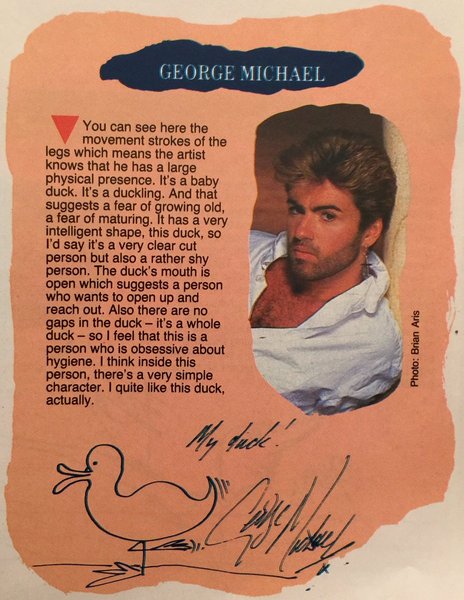 GEORGE MICHAEL
You can see here the
movement strokes of the
legs which means the artist
knows that he has a large
physical presence. It's a baby
duck. It's a duckling. And that
suggests a fear of growing old,
a fear of maturing. It has a very
intelligent shape, this duck, so
I'd say it's a very clear cut
person but also a rather shy
person. The duck's mouth is
open which suggests a person
who wants to open up and
reach out. Also there are no
gaps in the duck – it's a whole
duck – so I feel that this is a
person who is obsessive about
hygiene. I think inside this
person, there's a very simple
character. I quite like this duck,
actually.
Photo: Brian Aris
My duck!
George Michael
x